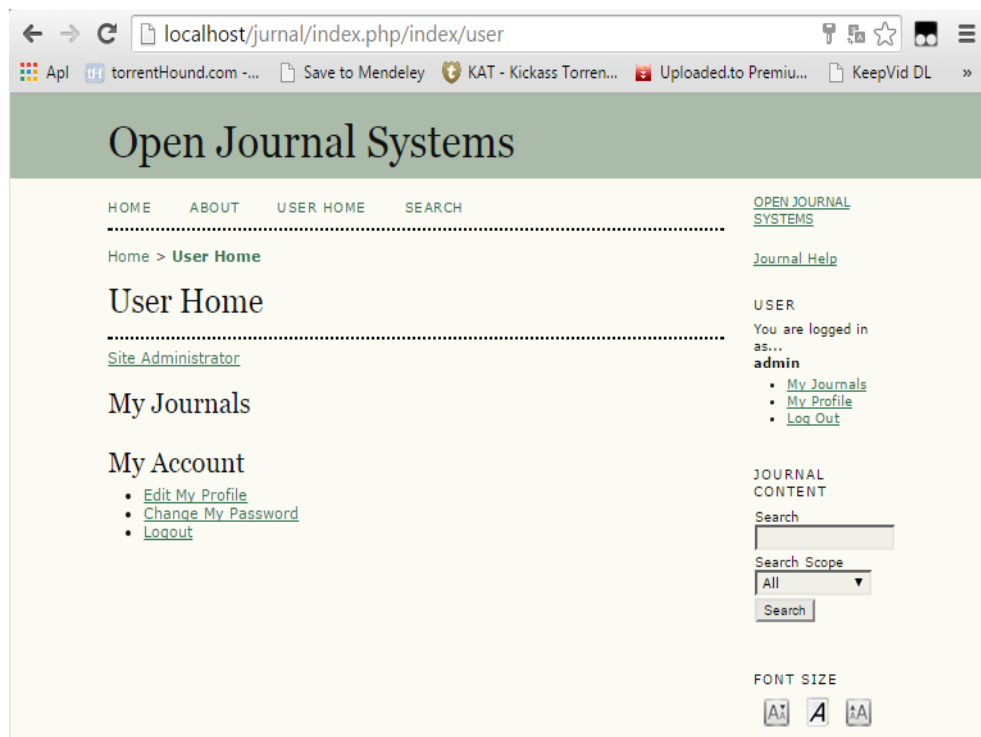 localhost/jurnal/index.php/index/user
Apl torrentHound.com -... Save to Mendeley KAT - Kickass Torren... Uploaded.to Premiu... KeepVid DL »
Open Journal Systems
HOME ABOUT USER HOME SEARCH
Home > User Home
User Home
Site Administrator
My Journals
My Account
Edit My Profile
Change My Password
Logout
OPEN JOURNAL
SYSTEMS
Journal Help
USER
You are logged in
as...
admin
My Journals
My Profile
Log Out
JOURNAL
CONTENT
Search
Search Scope
All
Search
FONT SIZE
A A A